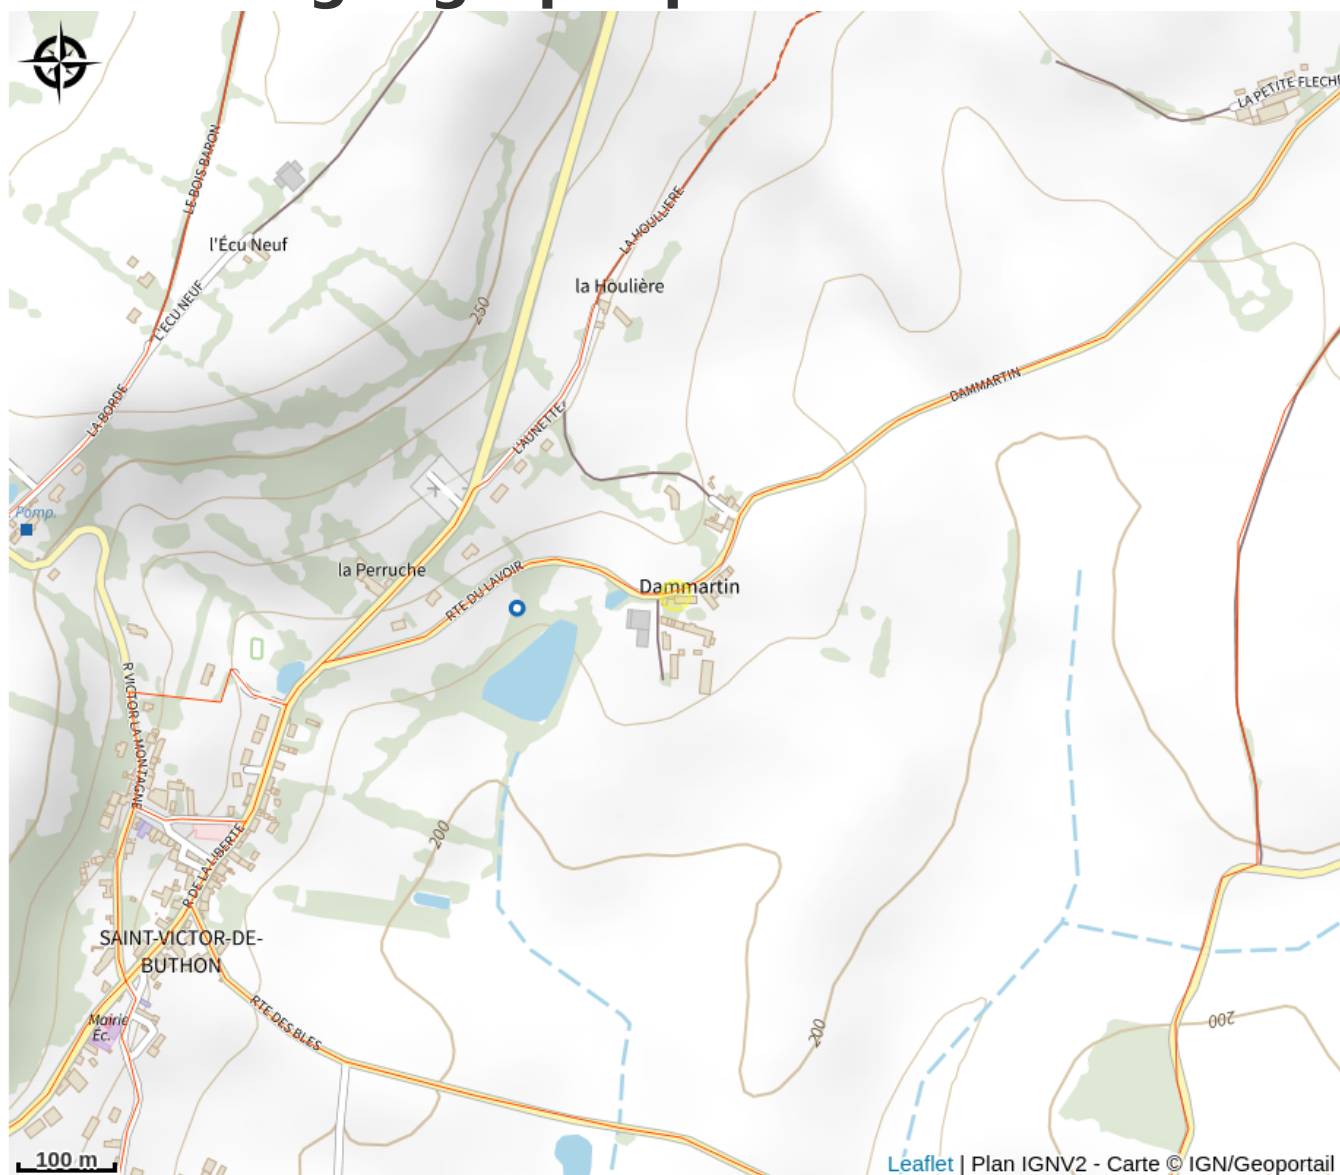 LA PETITE FLECHE
LE BOIS BARON
l'Écu Neuf
L'ECU NEUF
LA HOULLIERE
la Houlière
250
LA BORDE
L'AUNETTE
DAMMARTIN
Pomp.
la Perruche
RTE DU LAVOIR
Dammartin
R VICTOR LA MONTAGNE
200
R DE LA LIBERTE
SAINT-VICTOR-DE-
BUTHON
Mairie
Éc.
RTE DES BLES
200
200
100 m
Leaflet | Plan IGNV2 - Carte © IGN/Geoportail